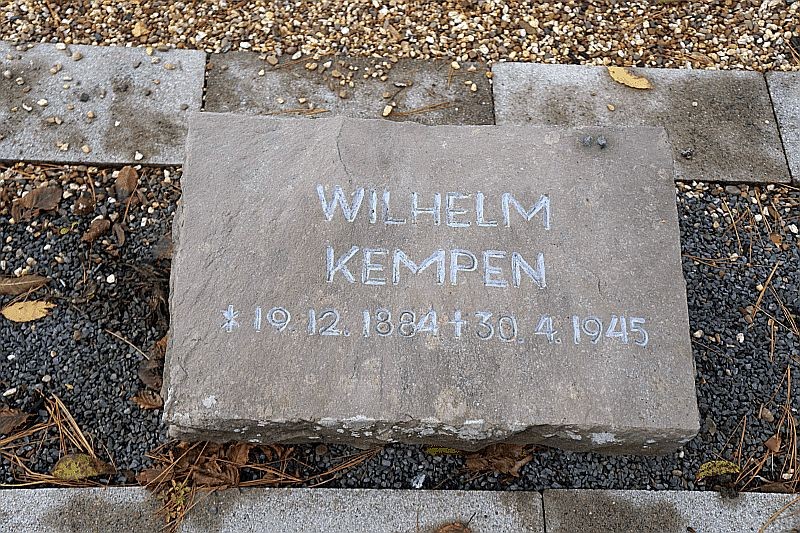 WILHELM
KEMPEN
* 19.12.1884 † 30.4.1945